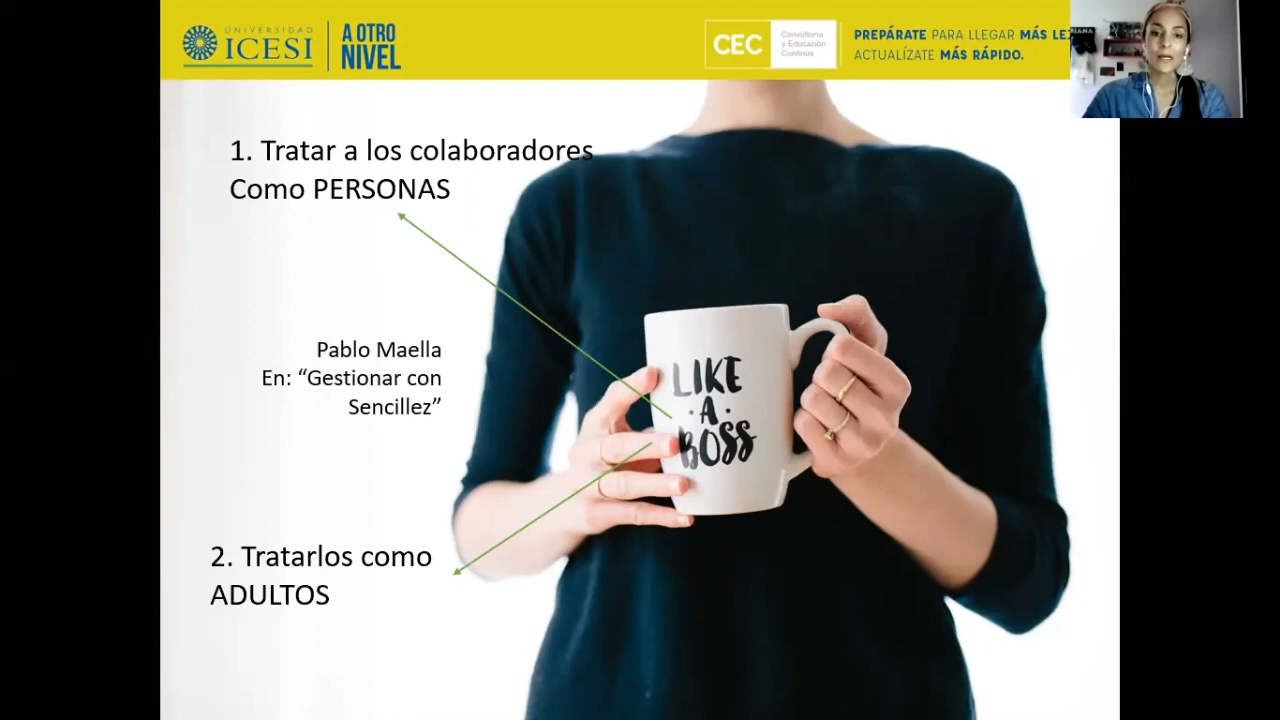 UNIVERSIDAD
ICESI
A OTRO
NIVEL
CEC
Consultoría
y Educación
Continua
PREPÁRATE PARA LLEGAR MÁS
ACTUALÍZATE MÁS RÁPIDO.
1. Tratar a los colaboradores
Como PERSONAS
Pablo Maella
En: “Gestionar con
Sencillez”
LIKE
·A·
BOSS
2. Tratarlos como
ADULTOS